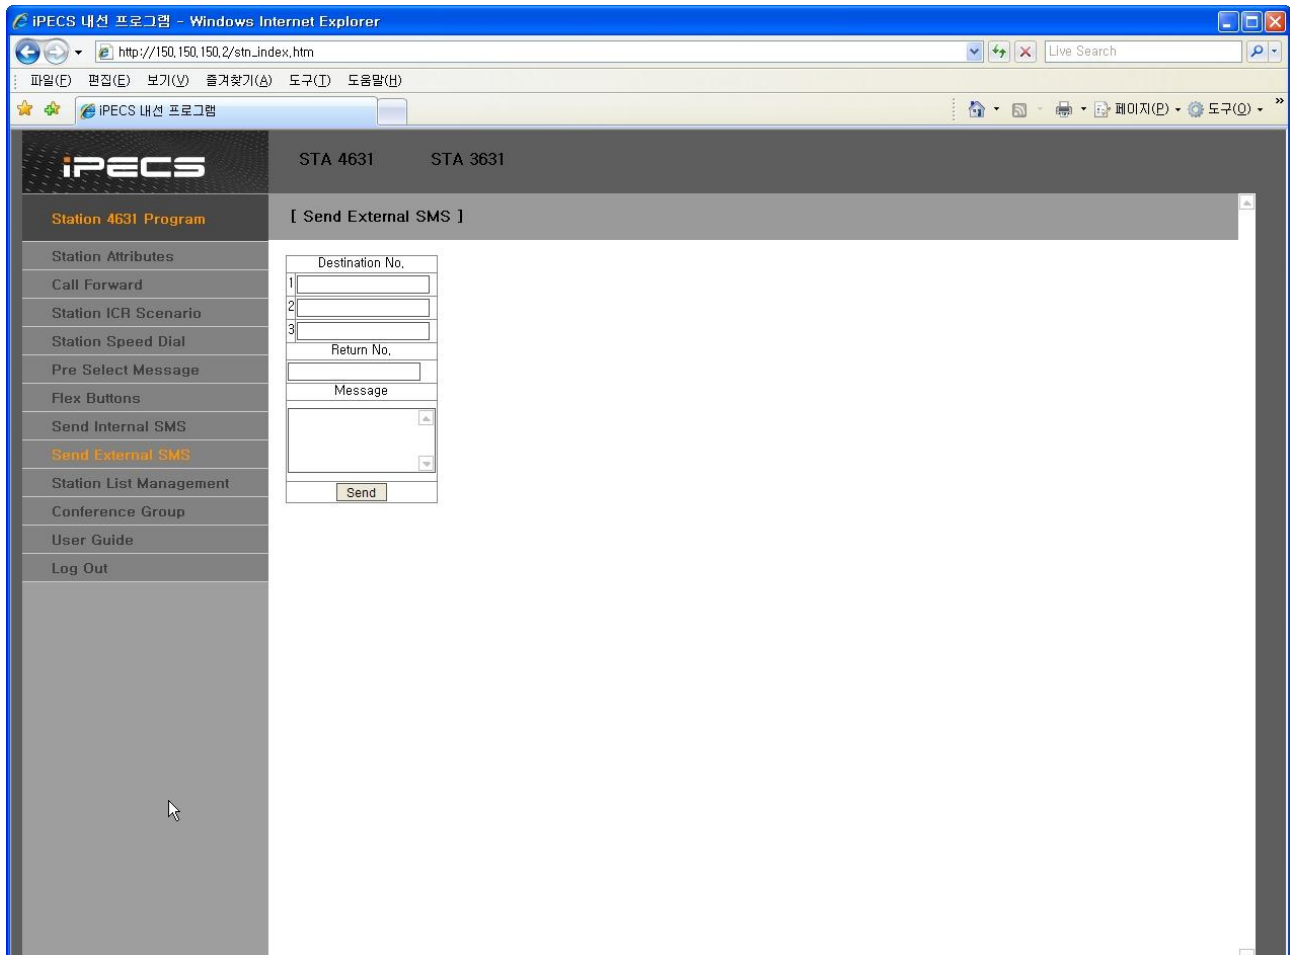 iPECS 내선 프로그램 - Windows Internet Explorer
http://150.150.150.2/stn_index.htm
Live Search
파일(F) 편집(E) 보기(V) 즐겨찾기(A) 도구(T) 도움말(H)
iPECS 내선 프로그램
페이지(P)
도구(O)
»
iPECS
STA 4631 STA 3631
Station 4631 Program
[ Send External SMS ]
Station Attributes
Call Forward
Station ICR Scenario
Station Speed Dial
Pre Select Message
Flex Buttons
Send Internal SMS
Send External SMS
Station List Management
Conference Group
User Guide
Log Out
Destination No.
1
2
3
Return No.
Message
Send